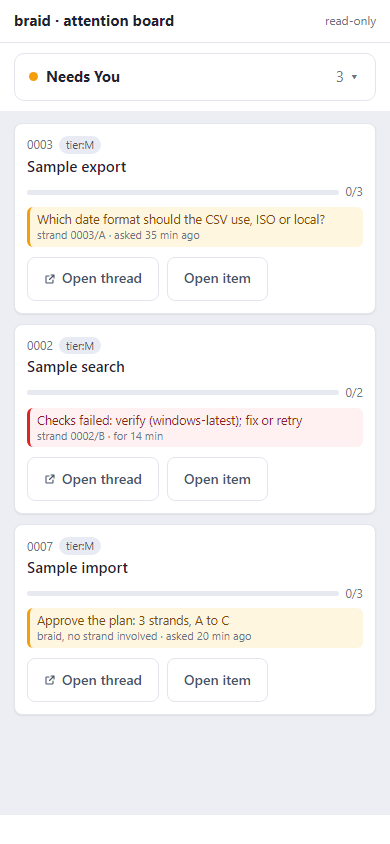 braid · attention board
read-only
Needs You
3
0003 tier:M
Sample export
0/3
Which date format should the CSV use, ISO or local?
strand 0003/A · asked 35 min ago
Open thread
Open item
0002 tier:M
Sample search
0/2
Checks failed: verify (windows-latest); fix or retry
strand 0002/B · for 14 min
Open thread
Open item
0007 tier:M
Sample import
0/3
Approve the plan: 3 strands, A to C
braid, no strand involved · asked 20 min ago
Open thread
Open item